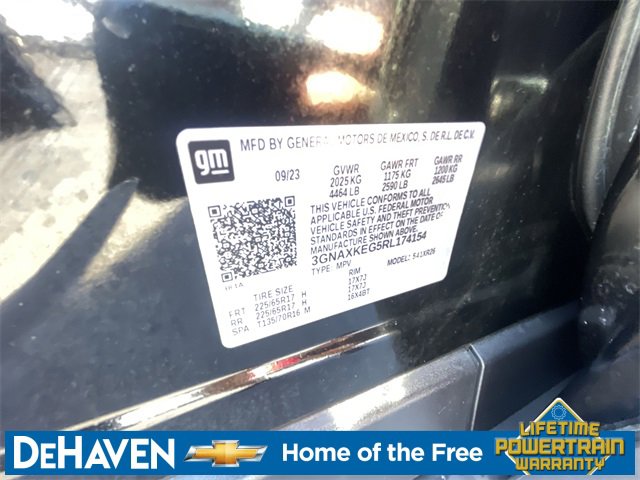 gm
MFD BY GENERAL MOTORS DE MEXICO, S. DE R.L. DE C.V.
09/23 GVWR GAWR FRT GAWR RR
2025 KG 1175 KG 1200 KG
4464 LB 2590 LB 2645 LB
THIS VEHICLE CONFORMS TO ALL
APPLICABLE U.S. FEDERAL MOTOR
VEHICLE SAFETY AND THEFT PREVENTION
STANDARDS IN EFFECT ON THE DATE OF
MANUFACTURE SHOWN ABOVE.
3GNAXKEG5RL174154
TYPE: MPV MODEL: 541XR26
TIRE SIZE RIM
FRT 225/65R17 H 17X7J
RR 225/65R17 H 17X7J
SPA T135/70R16 M 16X4BT
DEHAVEN
Home of the Free
LIFETIME
POWERTRAIN
WARRANTY